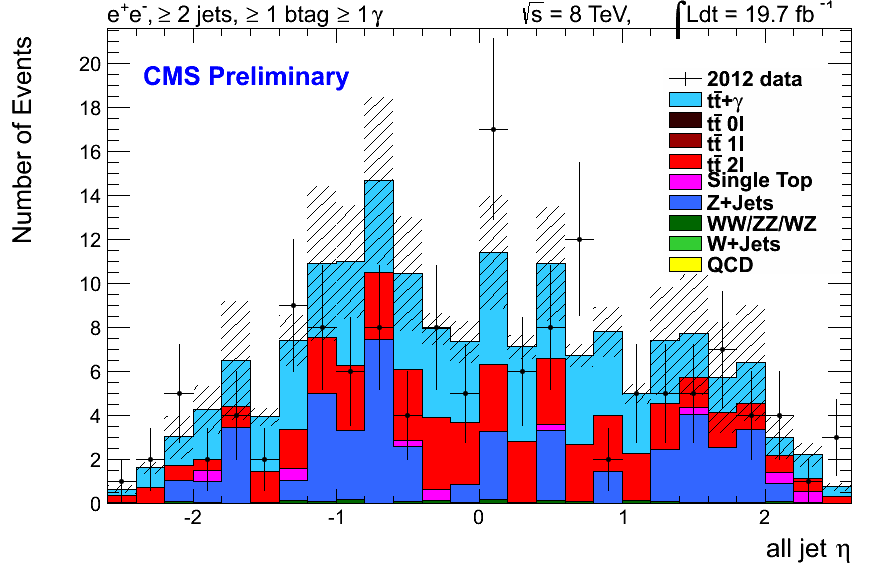 e⁺e⁻, ≥ 2 jets, ≥ 1 btag ≥ 1 γ √s = 8 TeV, ∫Ldt = 19.7 fb⁻¹
CMS Preliminary
Number of Events
20
18
16
14
12
10
8
6
4
2
0
2012 data
tt̄+γ
tt̄ 0l
tt̄ 1l
tt̄ 2l
Single Top
Z+Jets
WW/ZZ/WZ
W+Jets
QCD
-2 -1 0 1 2
all jet η